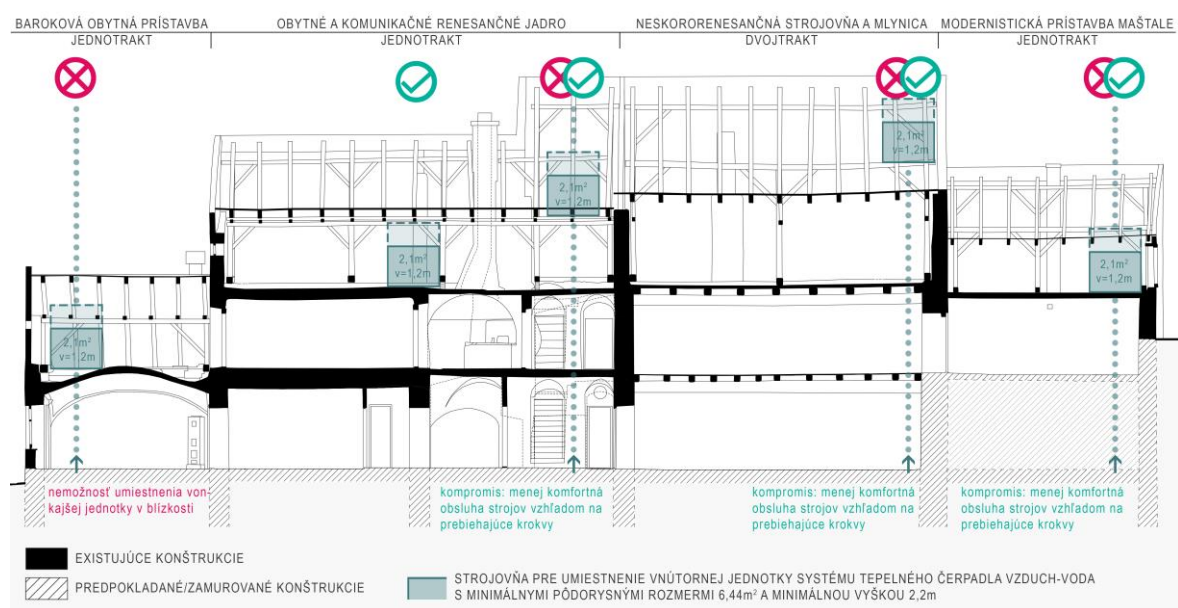 BAROKOVÁ OBYTNÁ PRÍSTAVBA
JEDNOTRAKT
OBYTNÉ A KOMUNIKAČNÉ RENESANČNÉ JADRO
JEDNOTRAKT
NESKORORENESANČNÁ STROJOVŇA A MLYNICA
DVOJTRAKT
MODERNISTICKÁ PRÍSTAVBA MAŠTALE
JEDNOTRAKT
2,1m²
v=1,2m
2,1m²
v=1,2m
2,1m²
v=1,2m
2,1m²
v=1,2m
2,1m²
v=1,2m
nemožnosť umiestnenia von-
kajšej jednotky v blízkosti
kompromis: menej komfortná
obsluha strojov vzhľadom na
prebiehajúce krokvy
kompromis: menej komfortná
obsluha strojov vzhľadom na
prebiehajúce krokvy
kompromis: menej komfortná
obsluha strojov vzhľadom na
prebiehajúce krokvy
EXISTUJÚCE KONŠTRUKCIE
PREDPOKLADANÉ/ZAMUROVANÉ KONŠTRUKCIE
STROJOVŇA PRE UMIESTNENIE VNÚTORNEJ JEDNOTKY SYSTÉMU TEPELNÉHO ČERPADLA VZDUCH-VODA
S MINIMÁLNYMI PÔDORYSNÝMI ROZMERMI 6,44m² A MINIMÁLNOU VÝŠKOU 2,2m